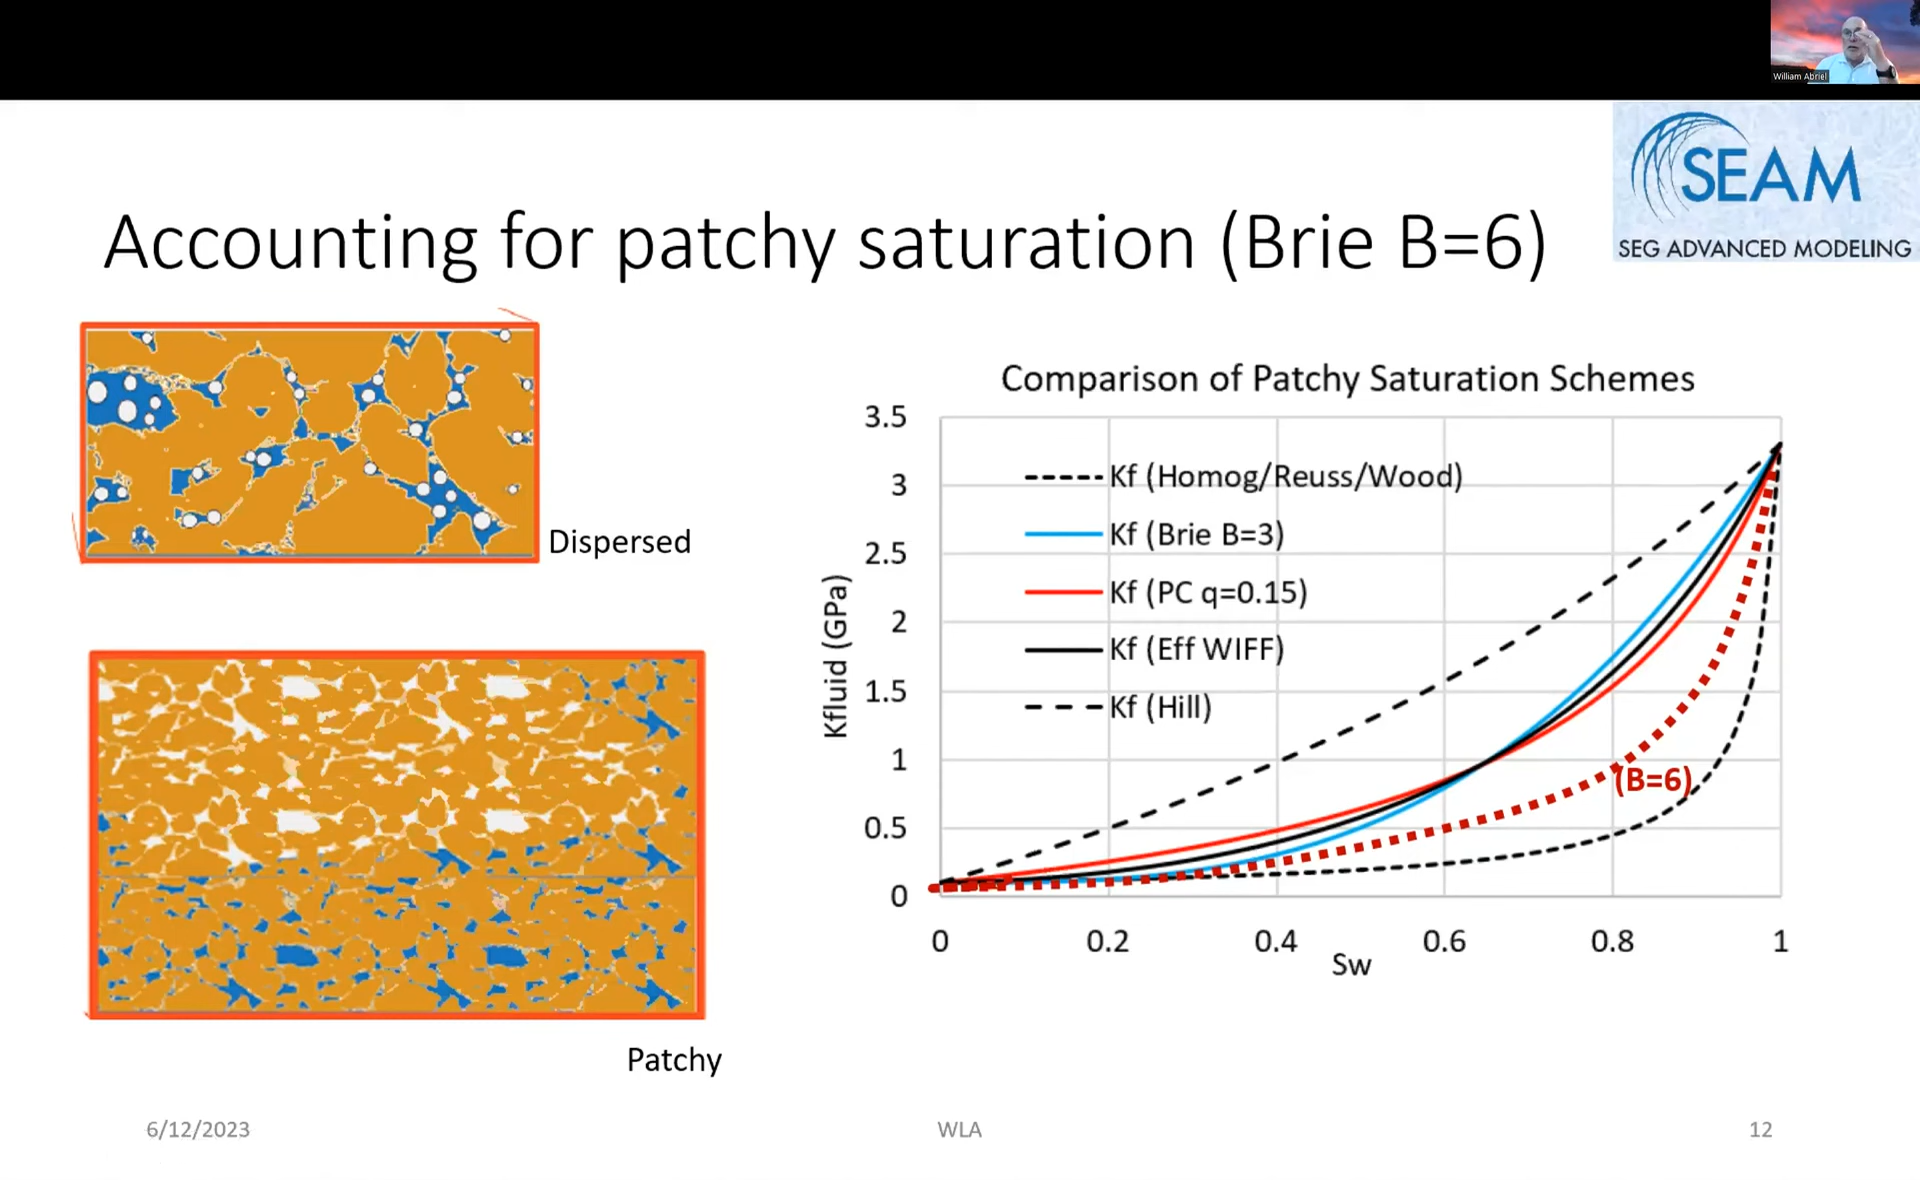 William Abriel
SEAM
SEG ADVANCED MODELING
Accounting for patchy saturation (Brie B=6)
Dispersed
Patchy
Comparison of Patchy Saturation Schemes
3.5
3
2.5
2
1.5
1
0.5
0
Kfluid (GPa)
Kf (Homog/Reuss/Wood)
Kf (Brie B=3)
Kf (PC q=0.15)
Kf (Eff WIFF)
Kf (Hill)
(B=6)
0 0.2 0.4 0.6 0.8 1
Sw
6/12/2023 WLA 12